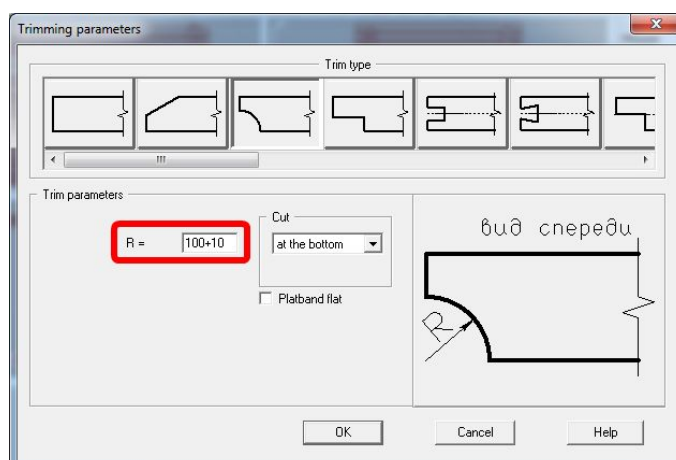 Trimming parameters
Trim type
Trim parameters
R = 100+10
Cut
at the bottom
Platband flat
вид спереди
R
OK Cancel Help